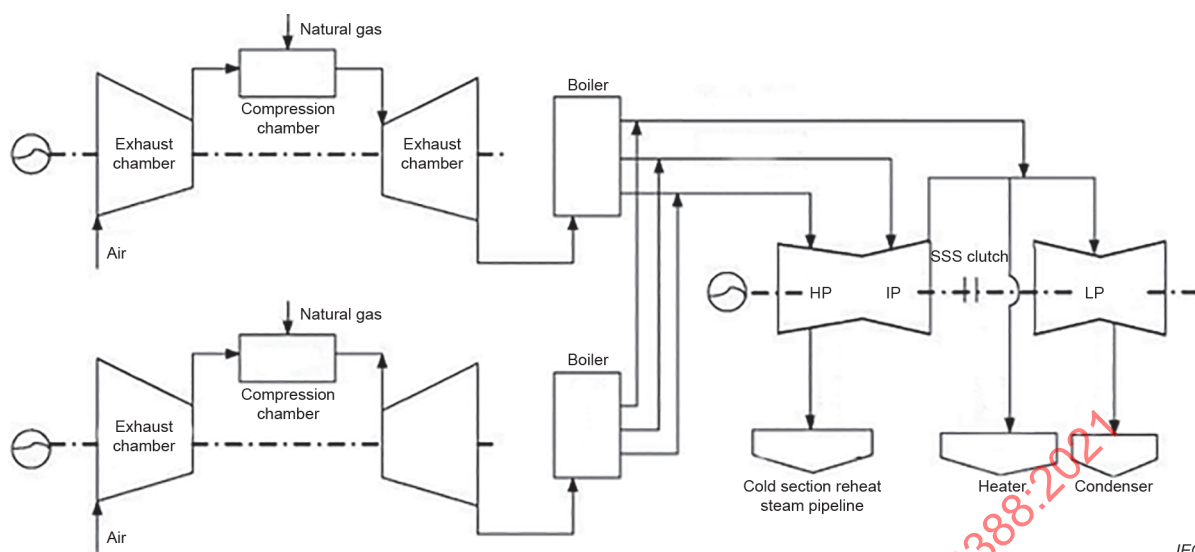 Natural gas
Compression
chamber
Exhaust
chamber
Exhaust
chamber
Air
Boiler
SSS clutch
HP
IP
LP
Natural gas
Compression
chamber
Exhaust
chamber
Air
Boiler
Cold section reheat
steam pipeline
Heater
Condenser
388:2021